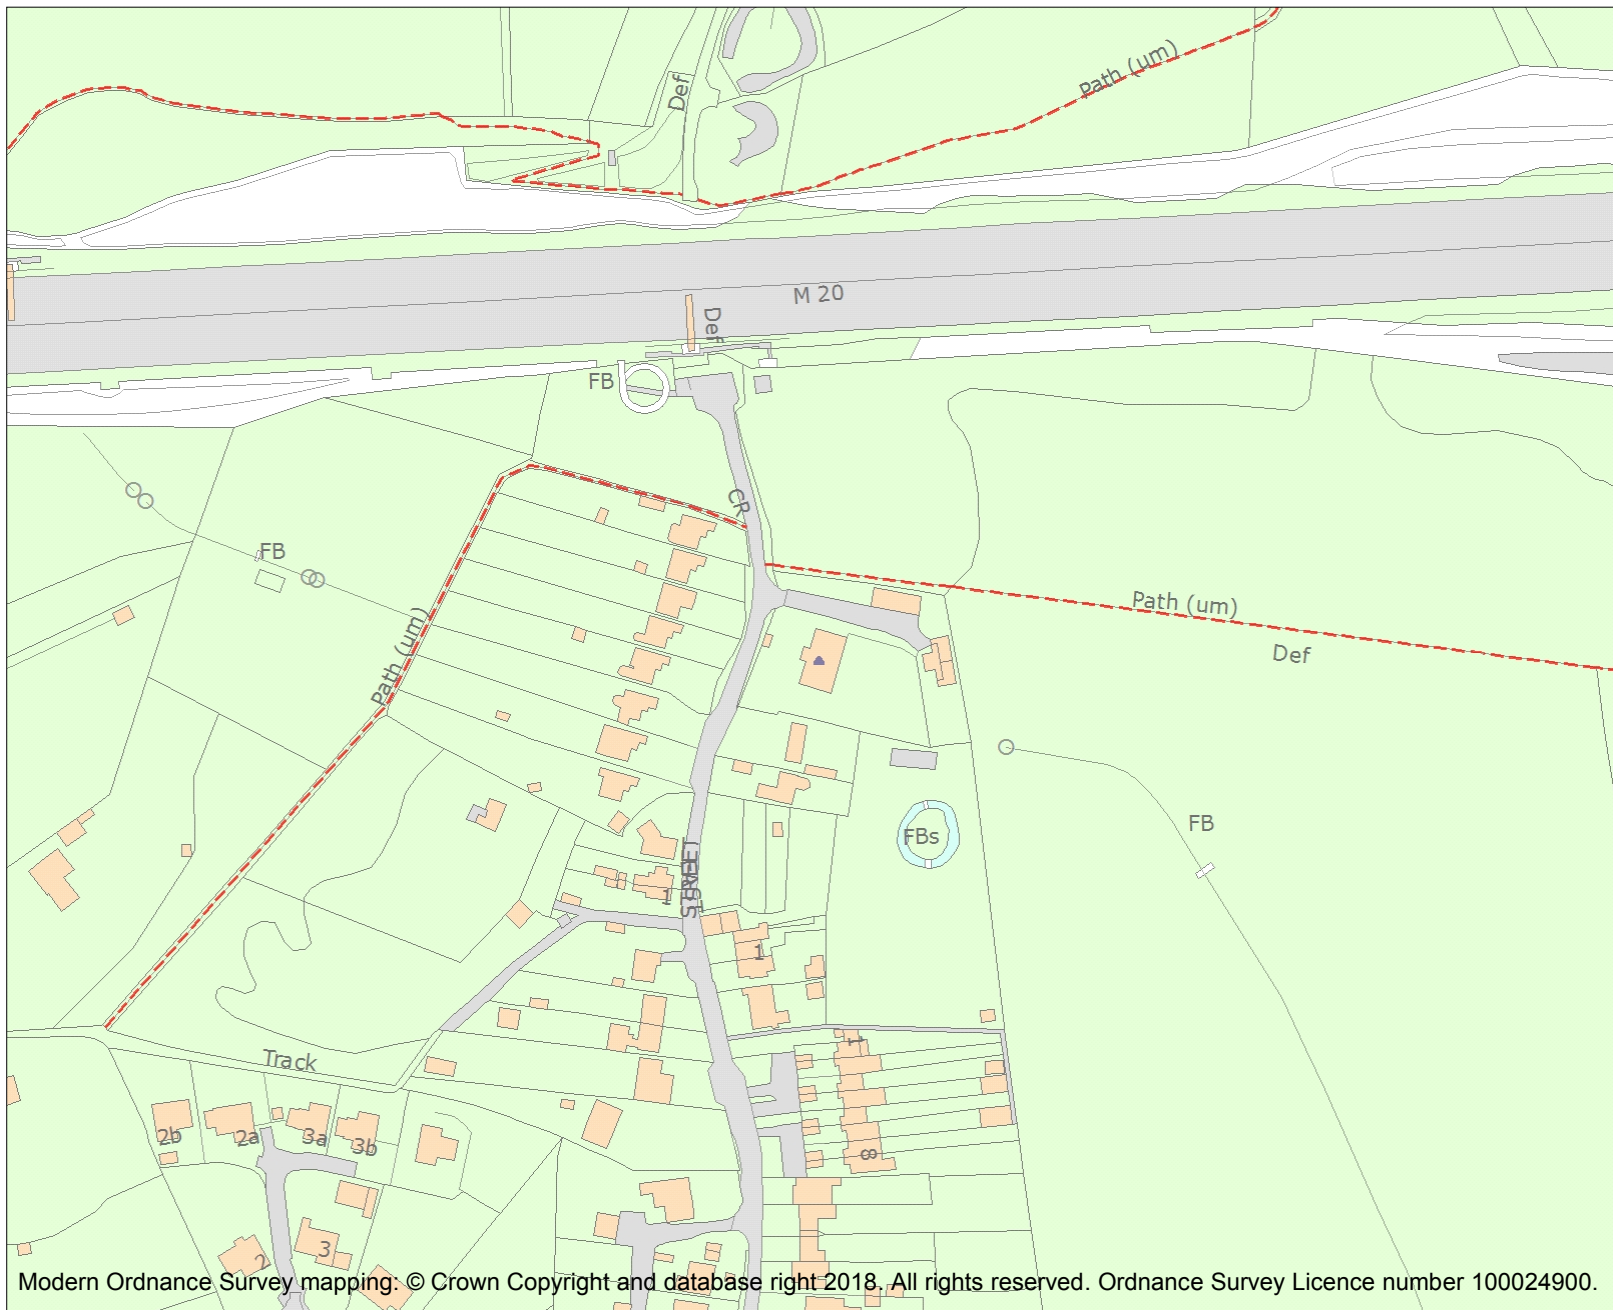 Def
Path (um)
M 20
Def
FB
CR
FB
Path (um)
Path (um)
Def
FB
FBs
1
1
Track
1
2b
2a
3a
3b
8
3
2
Modern Ordnance Survey mapping: © Crown Copyright and database right 2018. All rights reserved. Ordnance Survey Licence number 100024900.